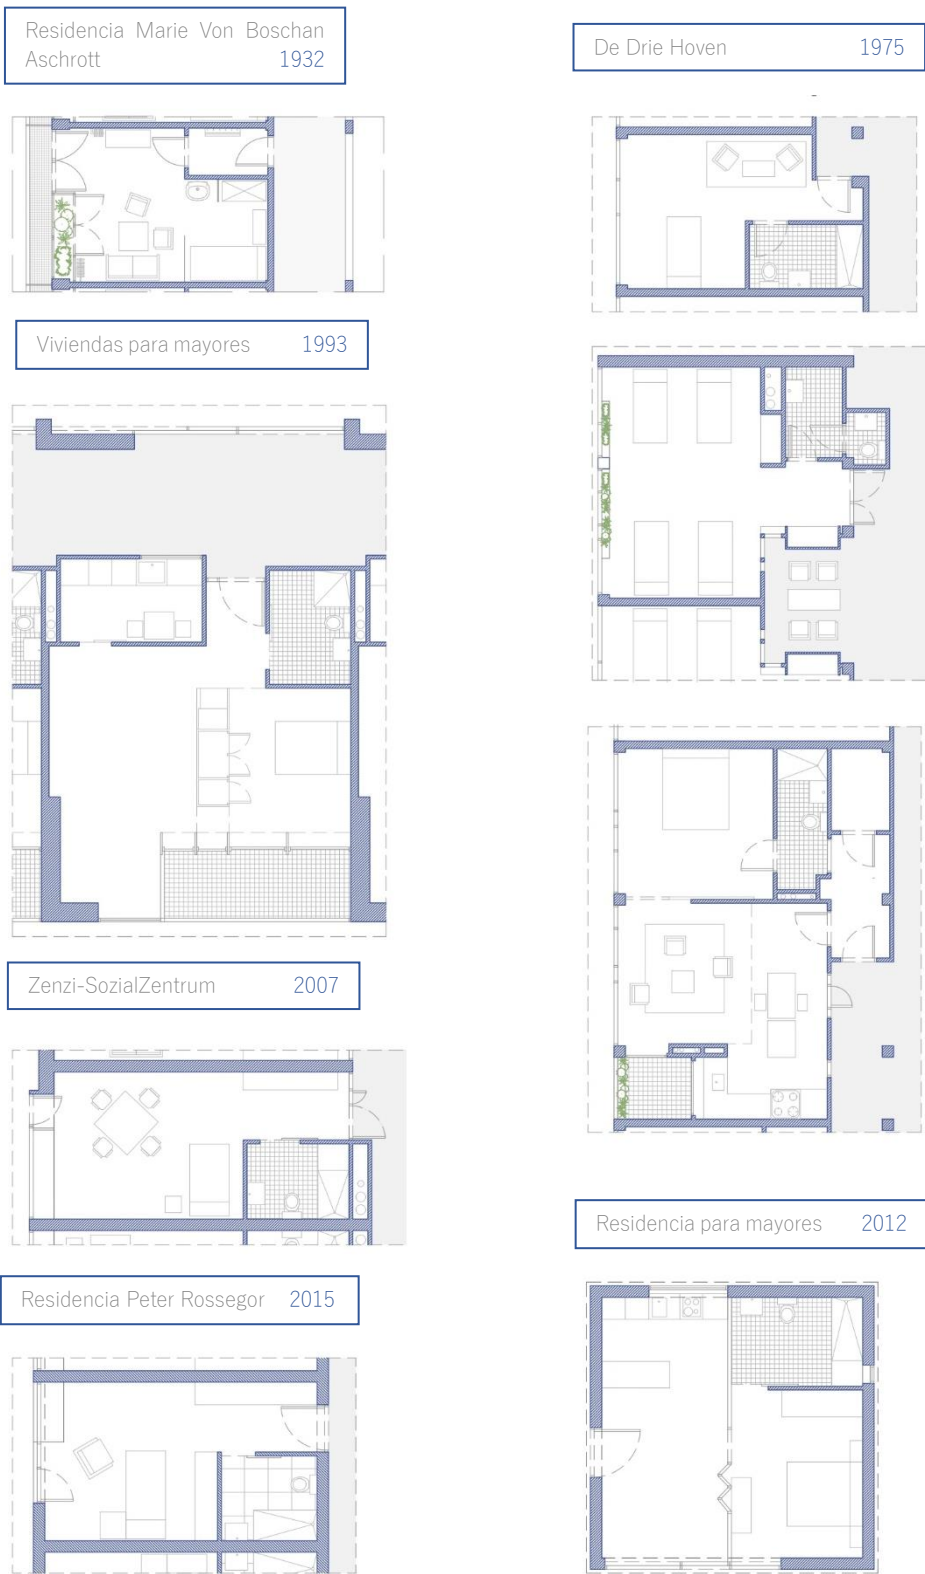 Residencia Marie Von Boschan
Aschrott 1932
De Drie Hoven 1975
Viviendas para mayores 1993
Zenzi-SozialZentrum 2007
Residencia para mayores 2012
Residencia Peter Rossegor 2015